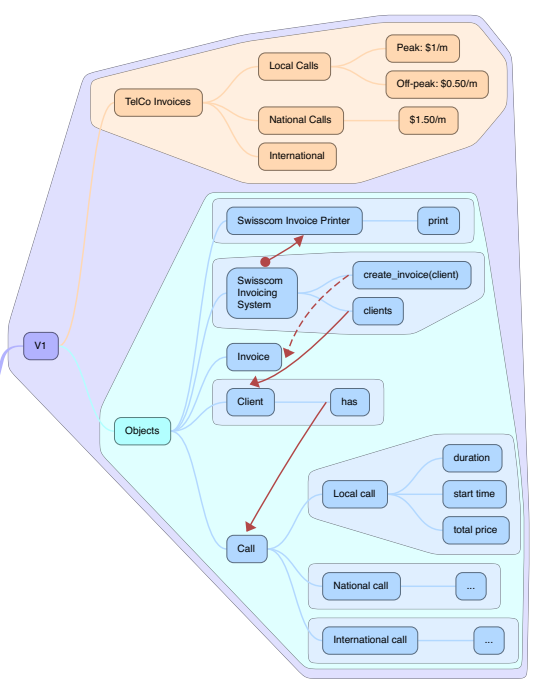 Peak: $1/m
Local Calls
Off-peak: $0.50/m
TelCo Invoices
National Calls
$1.50/m
International
Swisscom Invoice Printer
print
Swisscom
Invoicing
System
create_invoice(client)
clients
V1
Invoice
Client
has
Objects
duration
Local call
start time
total price
Call
National call
...
International call
...